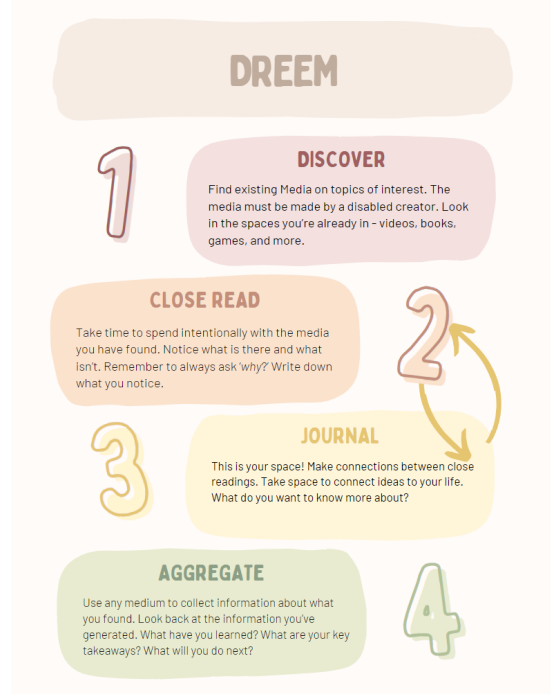 DREEM
1
DISCOVER
Find existing Media on topics of interest. The
media must be made by a disabled creator. Look
in the spaces you're already in - videos, books,
games, and more.
CLOSE READ
Take time to spend intentionally with the media
you have found. Notice what is there and what
isn't. Remember to always ask 'why?' Write down
what you notice.
2
3
JOURNAL
This is your space! Make connections between close
readings. Take space to connect ideas to your life.
What do you want to know more about?
AGGREGATE
Use any medium to collect information about what
you found. Look back at the information you've
generated. What have you learned? What are your key
takeaways? What will you do next?
4